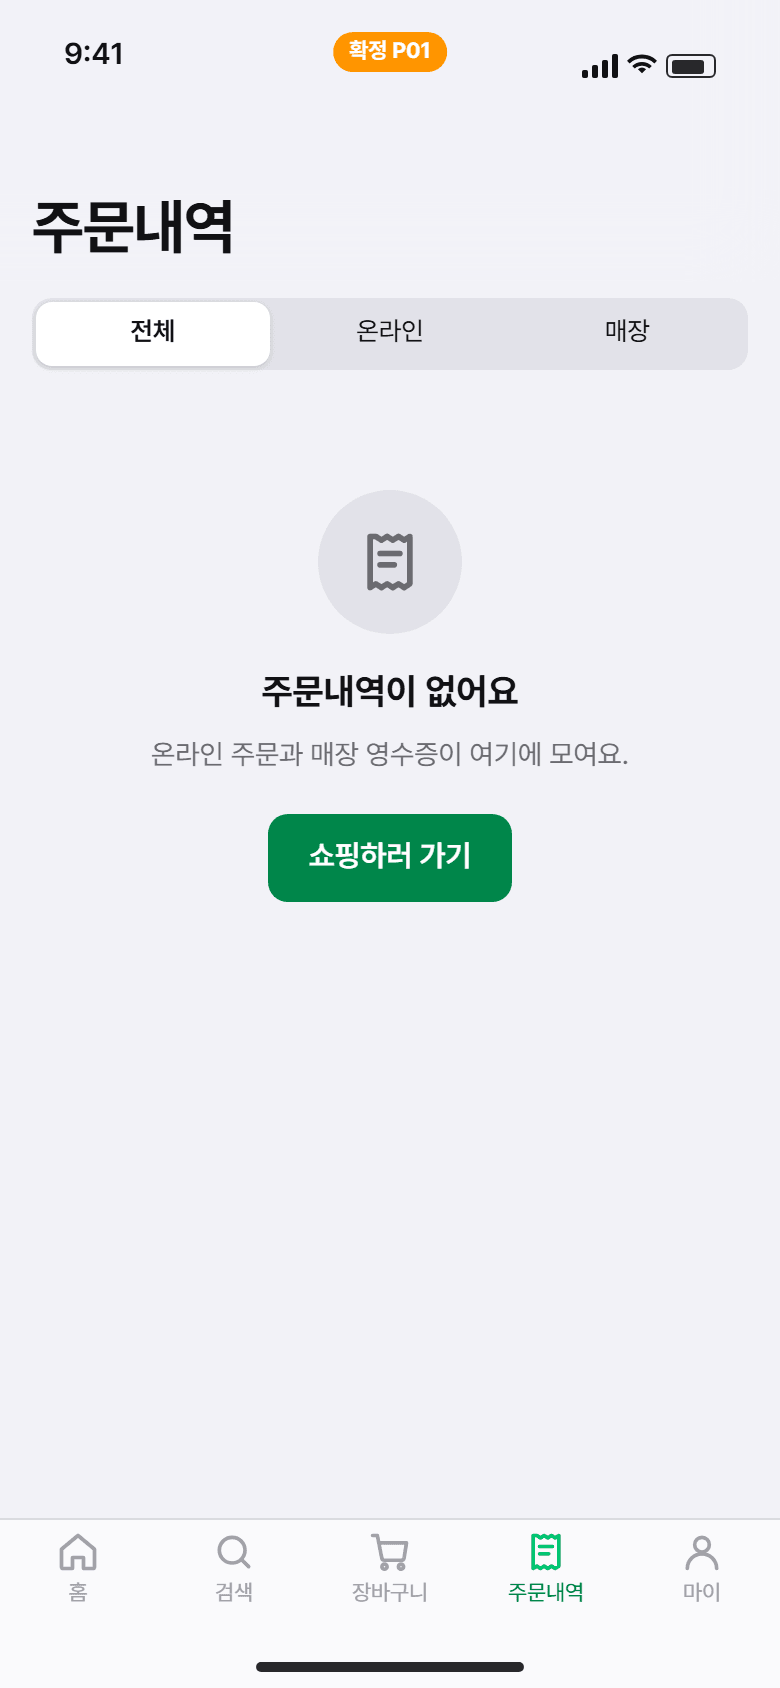 9:41
확정 P01
주문내역
전체 온라인 매장
주문내역이 없어요
온라인 주문과 매장 영수증이 여기에 모여요.
쇼핑하러 가기
홈 검색 장바구니 주문내역 마이